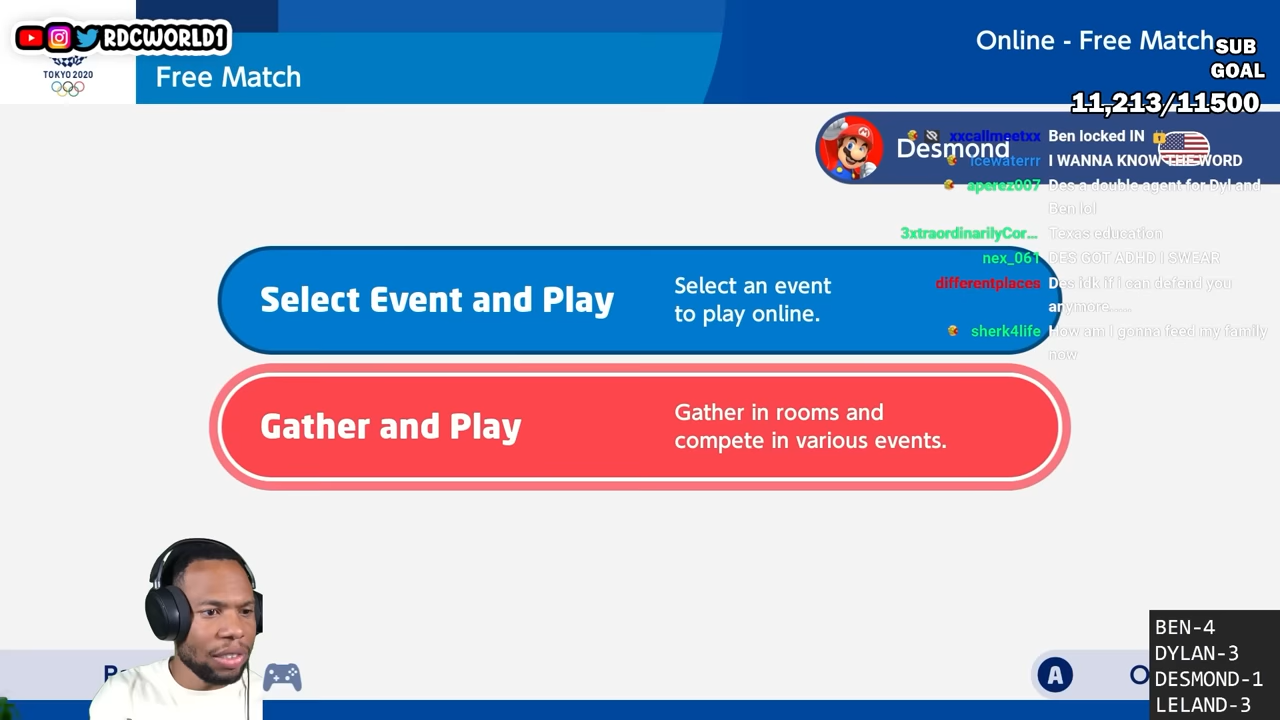 RDCWORLD1
TOKYO 2020
Free Match
Online - Free Match
SUB
GOAL
11,213/11500
Desmond
xxcallmeetxx Ben locked IN
icewaterrr I WANNA KNOW THE WORD
aperez007 Des a double agent for Dyl and
Ben lol
3xtraordinarilyCor... Texas education
nex_061 DES GOT ADHD I SWEAR
differentplaces Des idk if i can defend you
anymore......
sherk4life How am I gonna feed my family
now
Select Event and Play
Select an event
to play online.
Gather and Play
Gather in rooms and
compete in various events.
A
BEN-4
DYLAN-3
DESMOND-1
LELAND-3